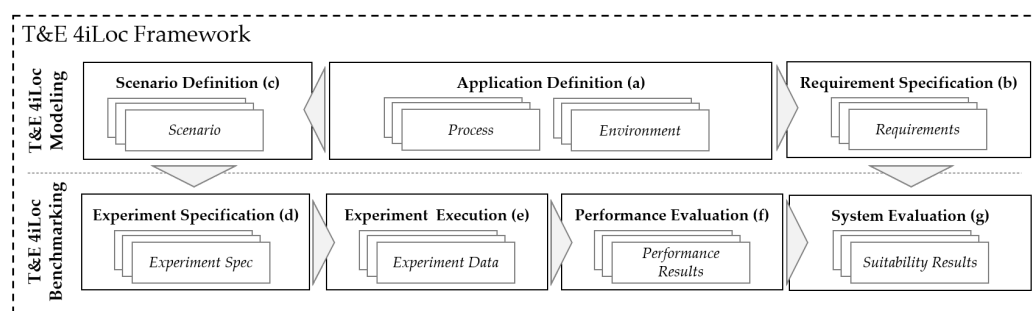 T&E 4iLoc Framework
T&E 4iLoc
Modeling
Scenario Definition (c)
Scenario
Application Definition (a)
Process
Environment
Requirement Specification (b)
Requirements
T&E 4iLoc
Benchmarking
Experiment Specification (d)
Experiment Spec
Experiment Execution (e)
Experiment Data
Performance Evaluation (f)
Performance
Results
System Evaluation (g)
Suitability Results